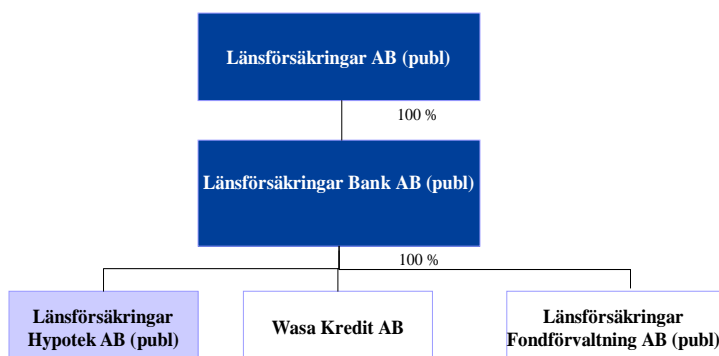 Länsförsäkringar AB (publ)
100 %
Länsförsäkringar Bank AB (publ)
100 %
Länsförsäkringar
Hypotek AB (publ)
Wasa Kredit AB
Länsförsäkringar
Fondförvaltning AB (publ)